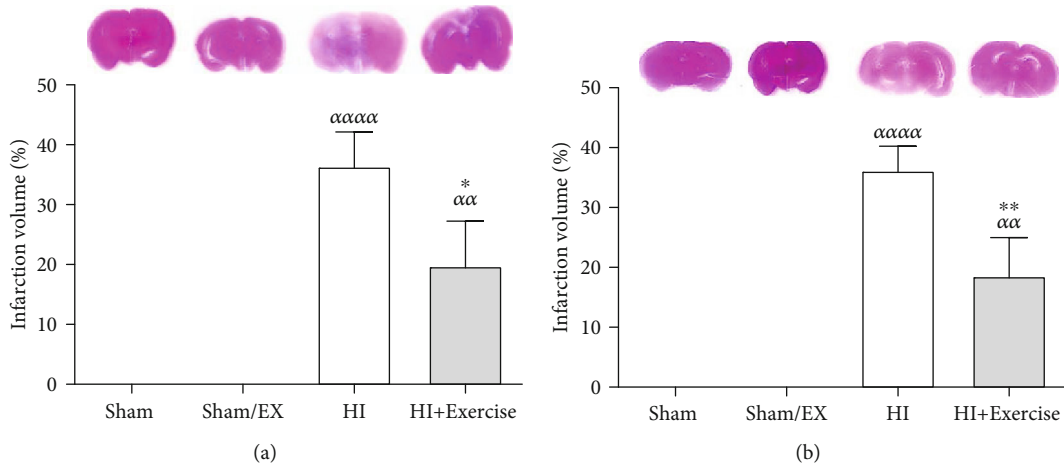 50
40
30
20
10
0
Infarction volume (%)
αααα
*
αα
Sham
Sham/EX
HI
HI+Exercise
(a)
50
40
30
20
10
0
Infarction volume (%)
αααα
**
αα
Sham
Sham/EX
HI
HI+Exercise
(b)